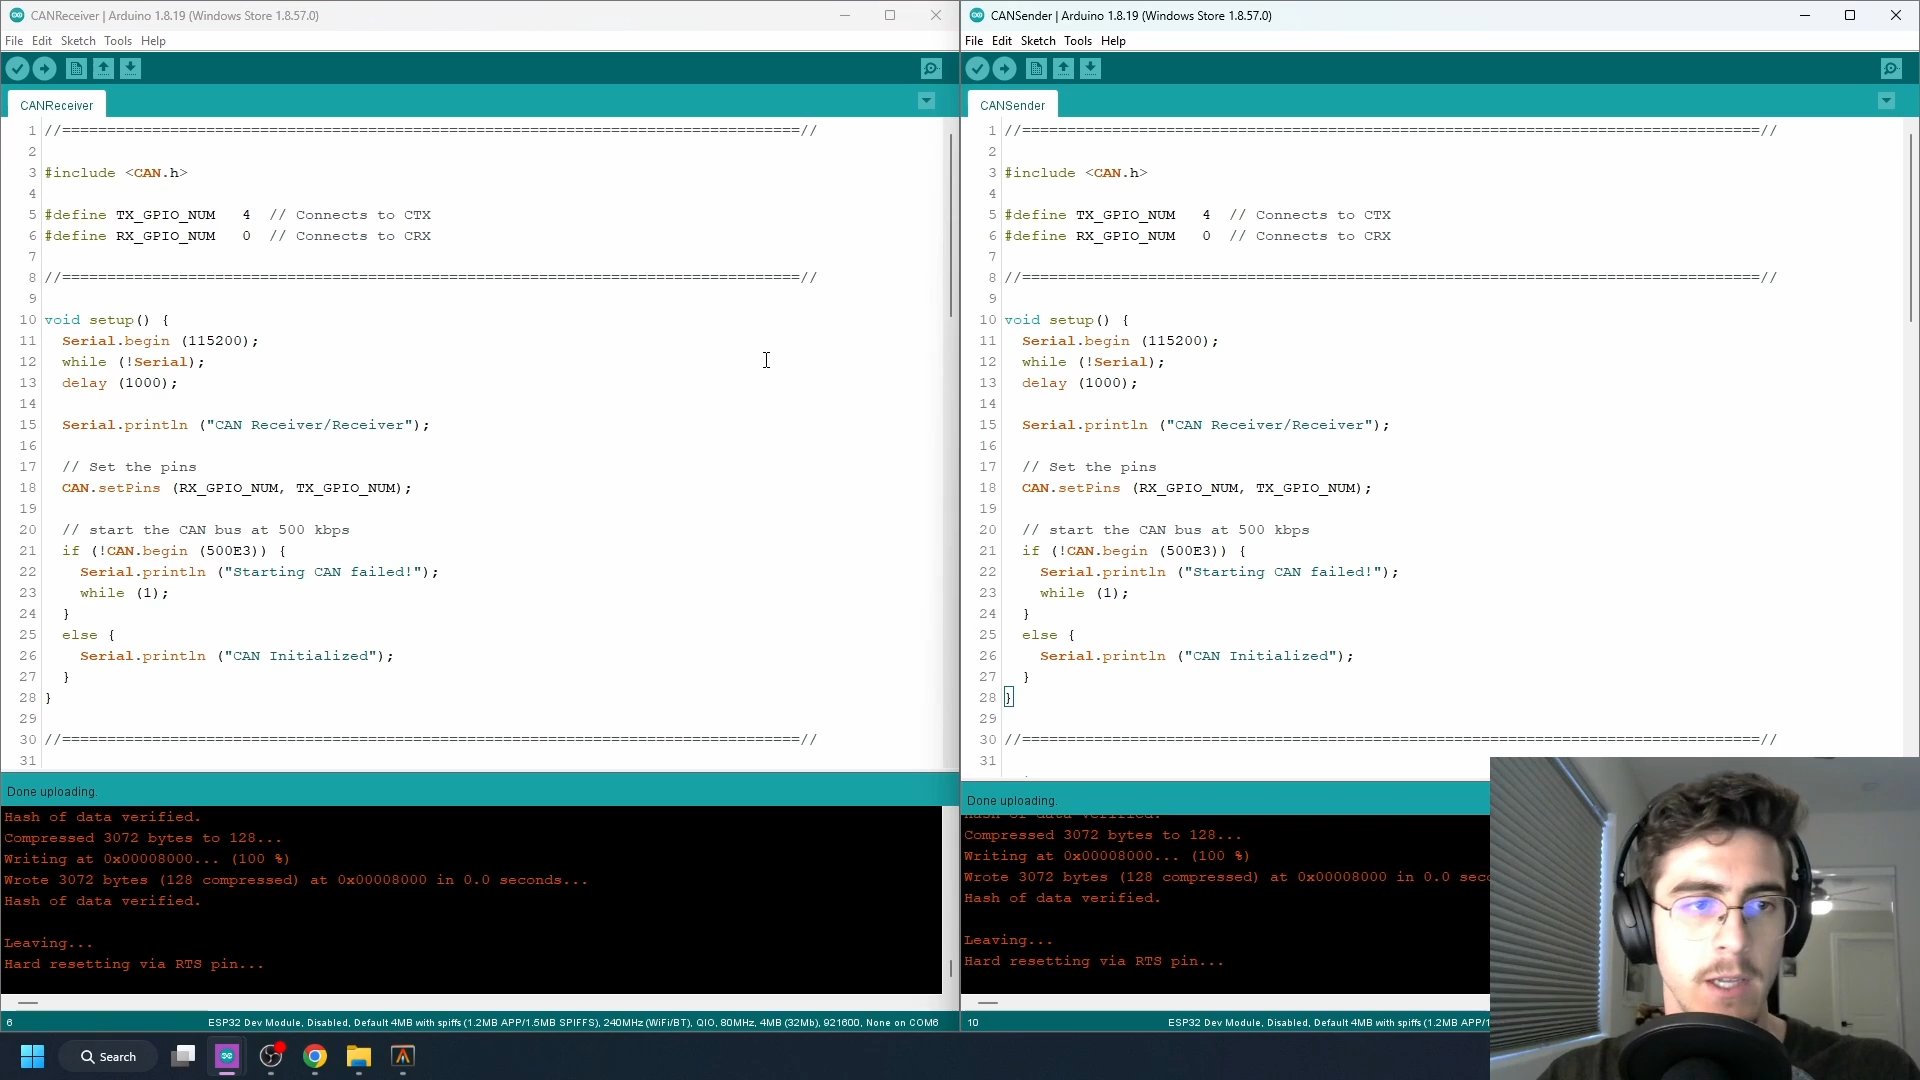 CANReceiver | Arduino 1.8.19 (Windows Store 1.8.57.0)
File Edit Sketch Tools Help
CANReceiver
1 //==================================================================================//
2
3 #include <CAN.h>
4
5 #define TX_GPIO_NUM 4 // Connects to CTX
6 #define RX_GPIO_NUM 0 // Connects to CRX
7
8 //==================================================================================//
9
10 void setup() {
11 Serial.begin (115200);
12 while (!Serial);
13 delay (1000);
14
15 Serial.println ("CAN Receiver/Receiver");
16
17 // Set the pins
18 CAN.setPins (RX_GPIO_NUM, TX_GPIO_NUM);
19
20 // start the CAN bus at 500 kbps
21 if (!CAN.begin (500E3)) {
22 Serial.println ("Starting CAN failed!");
23 while (1);
24 }
25 else {
26 Serial.println ("CAN Initialized");
27 }
28 }
29
30 //==================================================================================//
31
Done uploading.
Hash of data verified.
Compressed 3072 bytes to 128...
Writing at 0x00008000... (100 %)
Wrote 3072 bytes (128 compressed) at 0x00008000 in 0.0 seconds...
Hash of data verified.
Leaving...
Hard resetting via RTS pin...
6 ESP32 Dev Module, Disabled, Default 4MB with spiffs (1.2MB APP/1.5MB SPIFFS), 240MHz (WiFi/BT), QIO, 80MHz, 4MB (32Mb), 921600, None on COM6
CANSender | Arduino 1.8.19 (Windows Store 1.8.57.0)
File Edit Sketch Tools Help
CANSender
1 //==================================================================================//
2
3 #include <CAN.h>
4
5 #define TX_GPIO_NUM 4 // Connects to CTX
6 #define RX_GPIO_NUM 0 // Connects to CRX
7
8 //==================================================================================//
9
10 void setup() {
11 Serial.begin (115200);
12 while (!Serial);
13 delay (1000);
14
15 Serial.println ("CAN Receiver/Receiver");
16
17 // Set the pins
18 CAN.setPins (RX_GPIO_NUM, TX_GPIO_NUM);
19
20 // start the CAN bus at 500 kbps
21 if (!CAN.begin (500E3)) {
22 Serial.println ("Starting CAN failed!");
23 while (1);
24 }
25 else {
26 Serial.println ("CAN Initialized");
27 }
28 }
29
30 //==================================================================================//
31
Done uploading.
Hash of data verified.
Compressed 3072 bytes to 128...
Writing at 0x00008000... (100 %)
Wrote 3072 bytes (128 compressed) at 0x00008000 in 0.0 seco
Hash of data verified.
Leaving...
Hard resetting via RTS pin...
10 ESP32 Dev Module, Disabled, Default 4MB with spiffs (1.2MB APP/1
Search